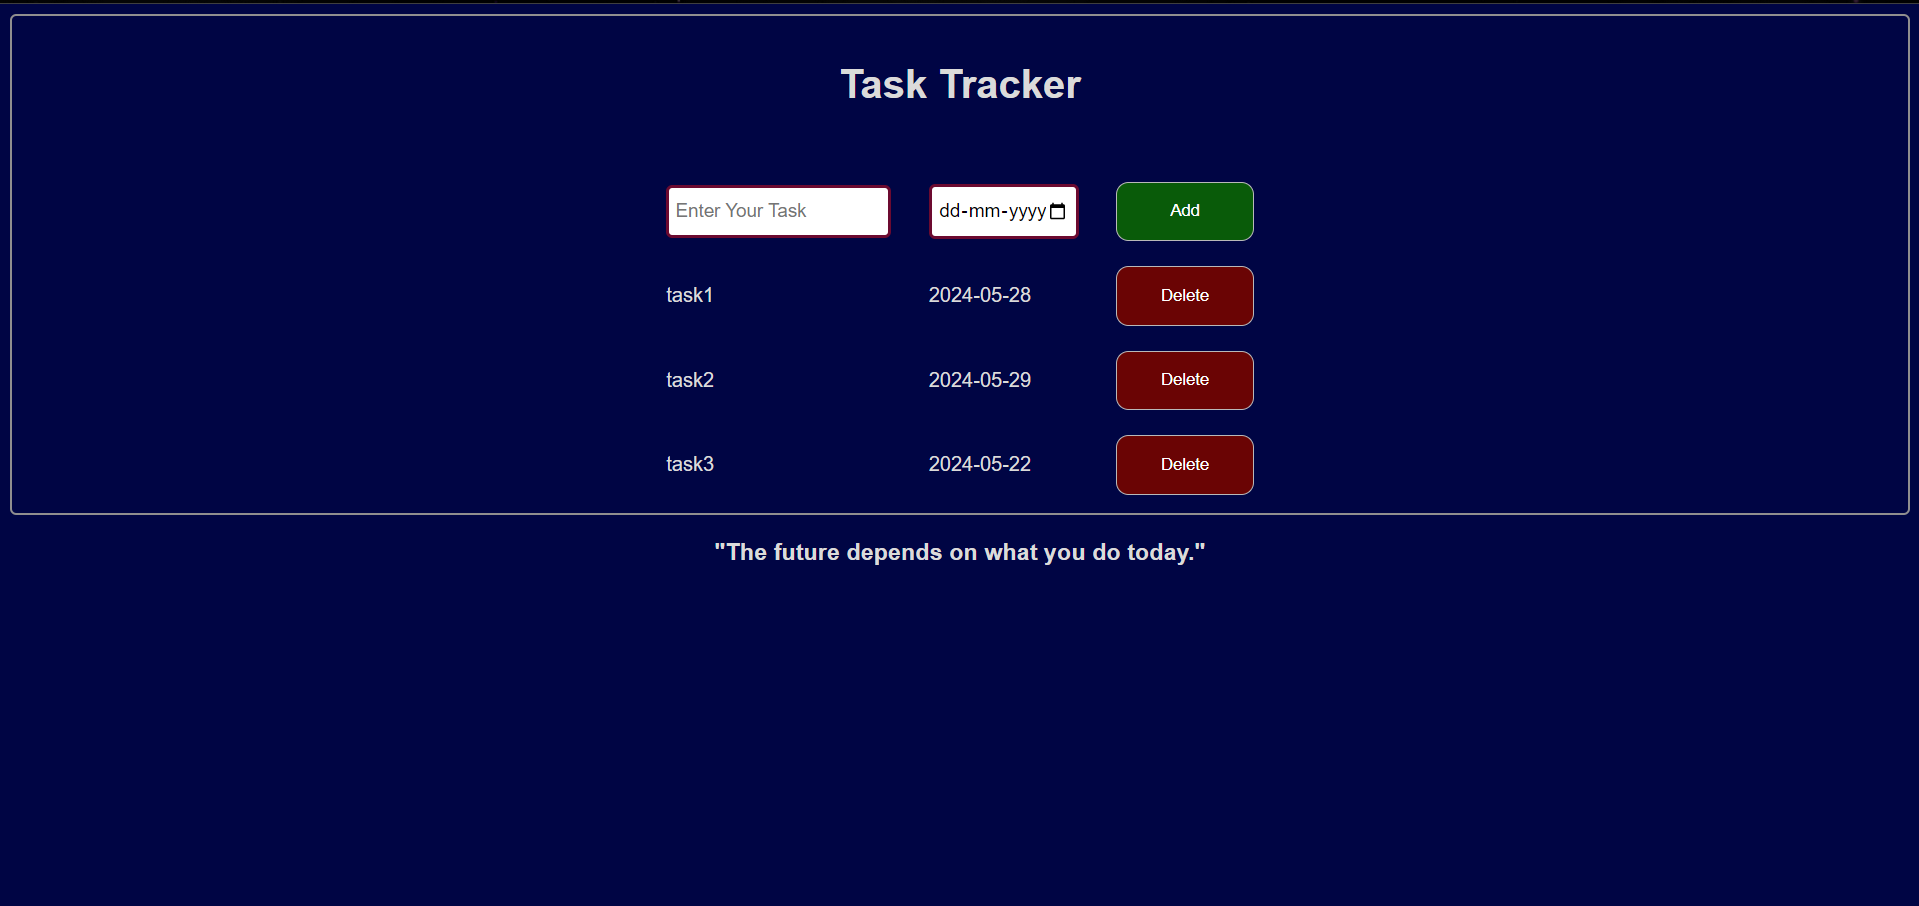 Task Tracker
Enter Your Task dd-mm-yyyy Add
task1 2024-05-28 Delete
task2 2024-05-29 Delete
task3 2024-05-22 Delete
"The future depends on what you do today."